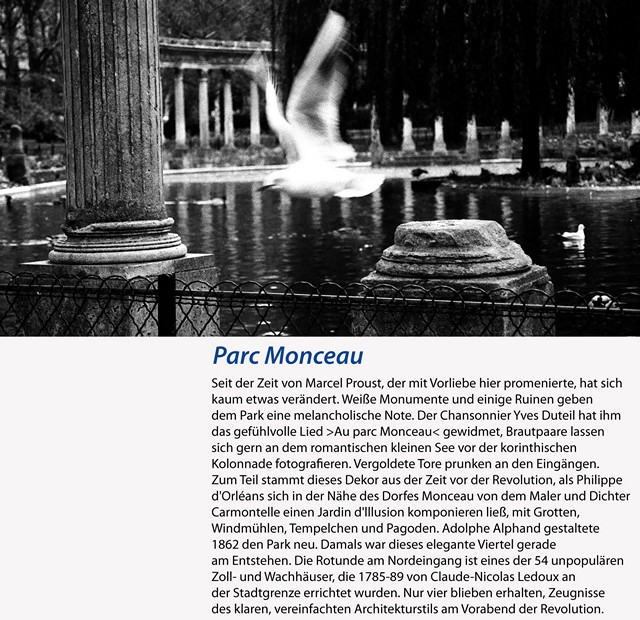 Parc Monceau
Seit der Zeit von Marcel Proust, der mit Vorliebe hier promenierte, hat sich
kaum etwas verändert. Weiße Monumente und einige Ruinen geben
dem Park eine melancholische Note. Der Chansonnier Yves Duteil hat ihm
das gefühlvolle Lied >Au parc Monceau< gewidmet, Brautpaare lassen
sich gern an dem romantischen kleinen See vor der korinthischen
Kolonnade fotografieren. Vergoldete Tore prunken an den Eingängen.
Zum Teil stammt dieses Dekor aus der Zeit vor der Revolution, als Philippe
d'Orléans sich in der Nähe des Dorfes Monceau von dem Maler und Dichter
Carmontelle einen Jardin d'Illusion komponieren ließ, mit Grotten,
Windmühlen, Tempelchen und Pagoden. Adolphe Alphand gestaltete
1862 den Park neu. Damals war dieses elegante Viertel gerade
am Entstehen. Die Rotunde am Nordeingang ist eines der 54 unpopulären
Zoll- und Wachhäuser, die 1785-89 von Claude-Nicolas Ledoux an
der Stadtgrenze errichtet wurden. Nur vier blieben erhalten, Zeugnisse
des klaren, vereinfachten Architekturstils am Vorabend der Revolution.